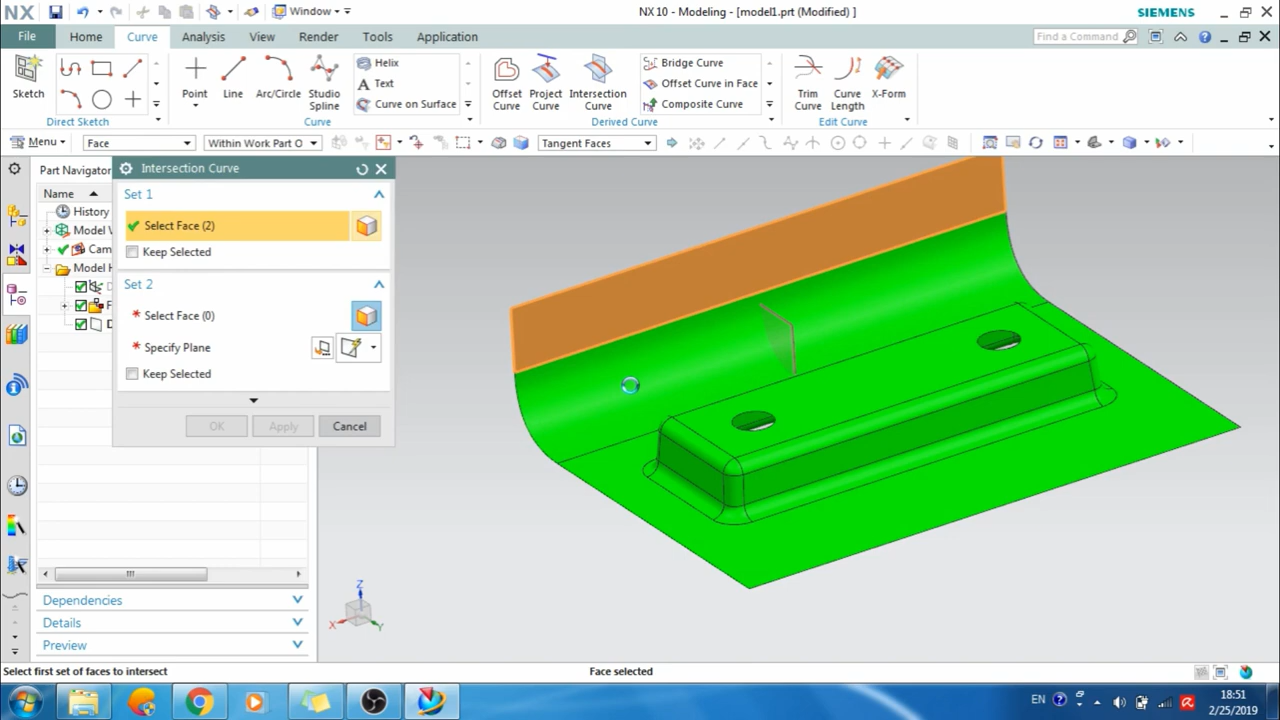 NX
Window
NX 10 - Modeling - [model1.prt (Modified) ]
SIEMENS
File
Home
Curve
Analysis
View
Render
Tools
Application
Find a Command
Sketch
Direct Sketch
Point
Line
Arc/Circle
Studio
Spline
Helix
Text
Curve on Surface
Curve
Offset
Curve
Project
Curve
Intersection
Curve
Bridge Curve
Offset Curve in Face
Composite Curve
Derived Curve
Trim
Curve
Curve
Length
X-Form
Edit Curve
Menu
Face
Within Work Part O
Tangent Faces
Part Navigator
Name
History
Model V
Cam
Model H
Intersection Curve
Set 1
Select Face (2)
Keep Selected
Set 2
* Select Face (0)
* Specify Plane
Keep Selected
OK
Apply
Cancel
Dependencies
Details
Preview
Z
X
Y
Select first set of faces to intersect
Face selected
EN
18:51
2/25/2019